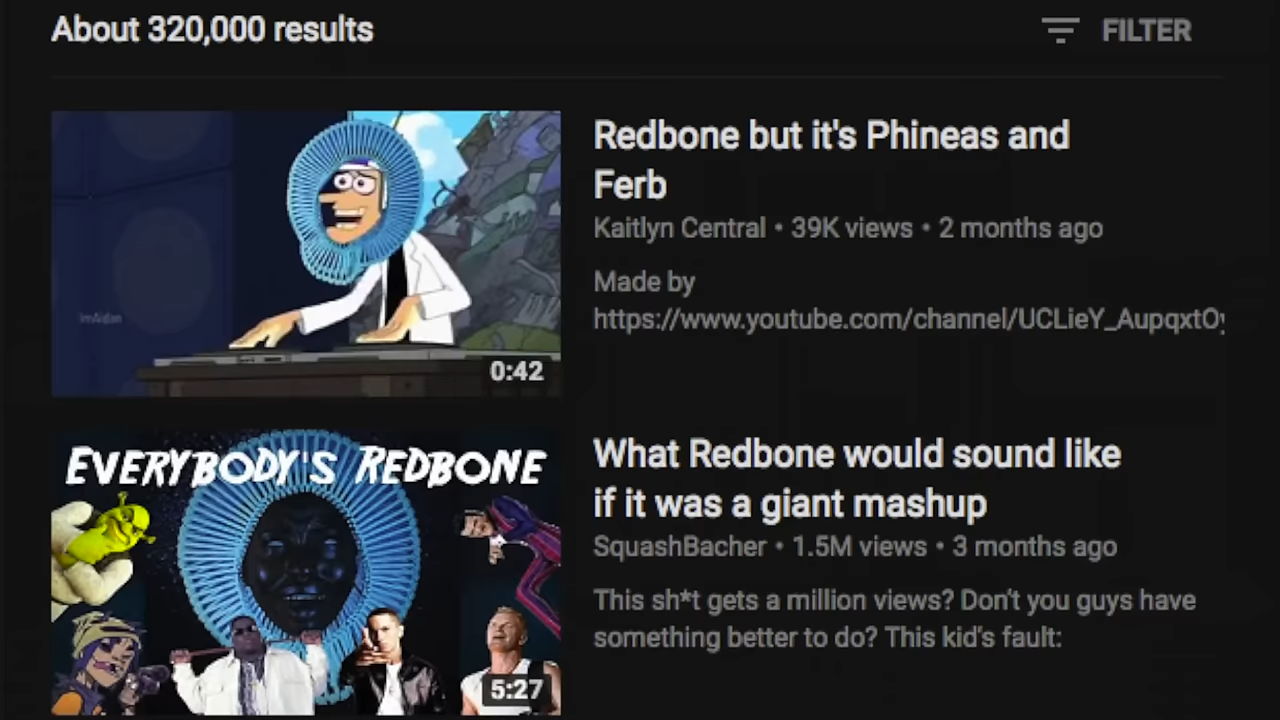 About 320,000 results
FILTER
Redbone but it's Phineas and
Ferb
Kaitlyn Central • 39K views • 2 months ago
Made by
https://www.youtube.com/channel/UCLieY_AupqxtOy
ImAidan
0:42
EVERYBODY'S REDBONE
5:27
What Redbone would sound like
if it was a giant mashup
SquashBacher • 1.5M views • 3 months ago
This sh*t gets a million views? Don't you guys have
something better to do? This kid's fault: